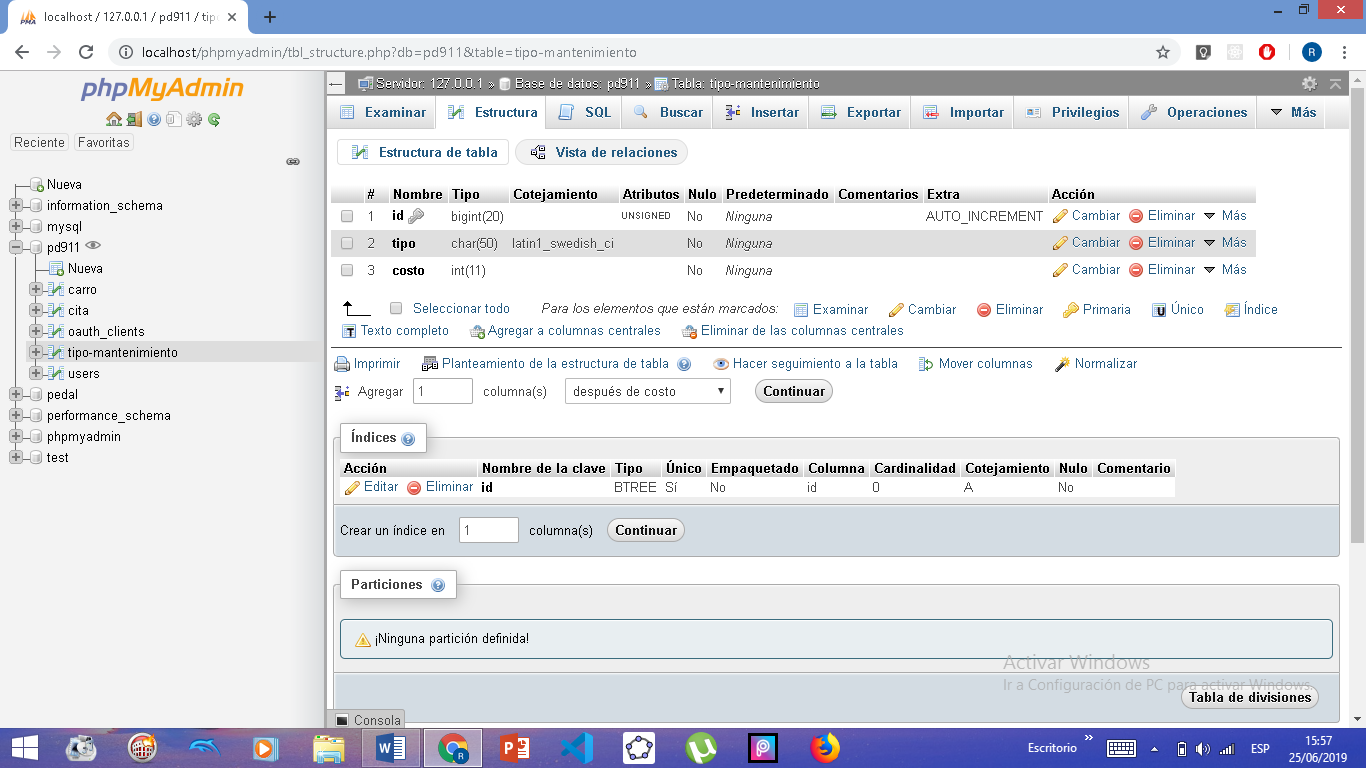 localhost / 127.0.0.1 / pd911 / tip
localhost/phpmyadmin/tbl_structure.php?db=pd911&table=tipo-mantenimiento
R
phpMyAdmin
Reciente Favoritas
Nueva
information_schema
mysql
pd911
Nueva
carro
cita
oauth_clients
tipo-mantenimiento
users
pedal
performance_schema
phpmyadmin
test
Servidor: 127.0.0.1 » Base de datos: pd911 » Tabla: tipo-mantenimiento
Examinar Estructura SQL Buscar Insertar Exportar Importar Privilegios Operaciones Más
Estructura de tabla Vista de relaciones
# Nombre Tipo Cotejamiento Atributos Nulo Predeterminado Comentarios Extra Acción
1 id bigint(20) UNSIGNED No Ninguna AUTO_INCREMENT Cambiar Eliminar Más
2 tipo char(50) latin1_swedish_ci No Ninguna Cambiar Eliminar Más
3 costo int(11) No Ninguna Cambiar Eliminar Más
Seleccionar todo Para los elementos que están marcados: Examinar Cambiar Eliminar Primaria Único Índice
Texto completo Agregar a columnas centrales Eliminar de las columnas centrales
Imprimir Planteamiento de la estructura de tabla Hacer seguimiento a la tabla Mover columnas Normalizar
Agregar 1 columna(s) después de costo Continuar
Índices
Acción Nombre de la clave Tipo Único Empaquetado Columna Cardinalidad Cotejamiento Nulo Comentario
Editar Eliminar id BTREE Sí No id 0 A No
Crear un índice en 1 columna(s) Continuar
Particiones
¡Ninguna partición definida!
Activar Windows
Ir a Configuración de PC para activar Windows.
Tabla de divisiones
Consola
Escritorio » ESP 15:57
25/06/2019